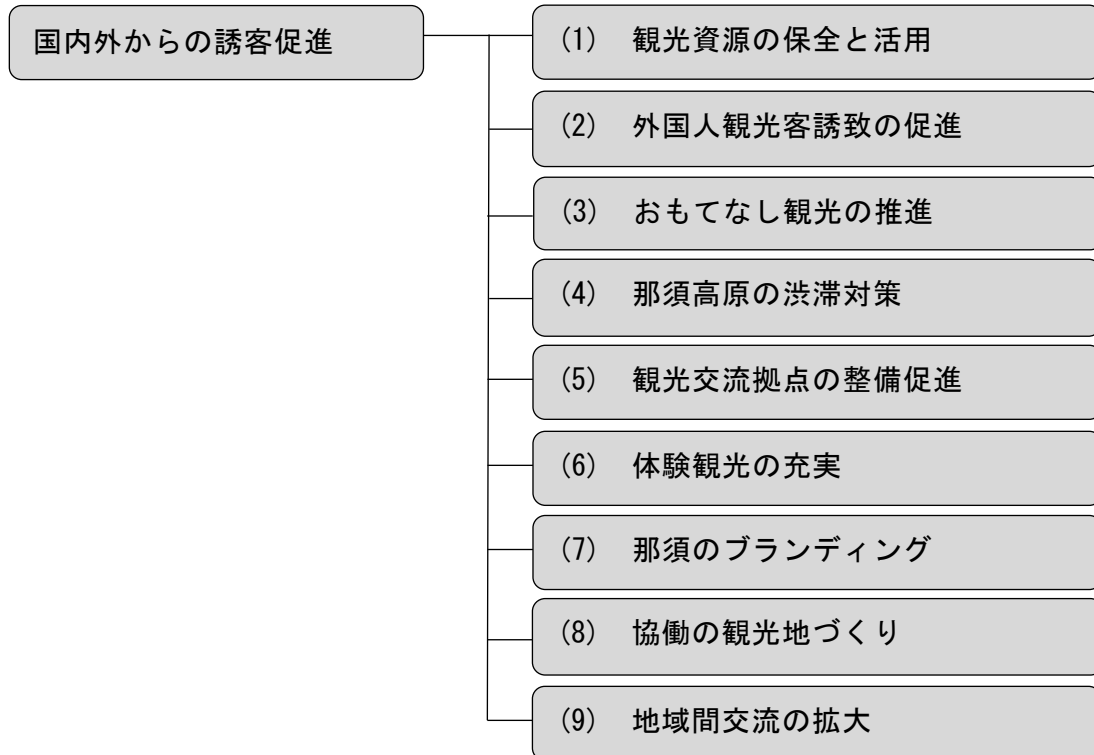 国内外からの誘客促進
(1) 観光資源の保全と活用
(2) 外国人観光客誘致の促進
(3) おもてなし観光の推進
(4) 那須高原の渋滞対策
(5) 観光交流拠点の整備促進
(6) 体験観光の充実
(7) 那須のブランディング
(8) 協働の観光地づくり
(9) 地域間交流の拡大